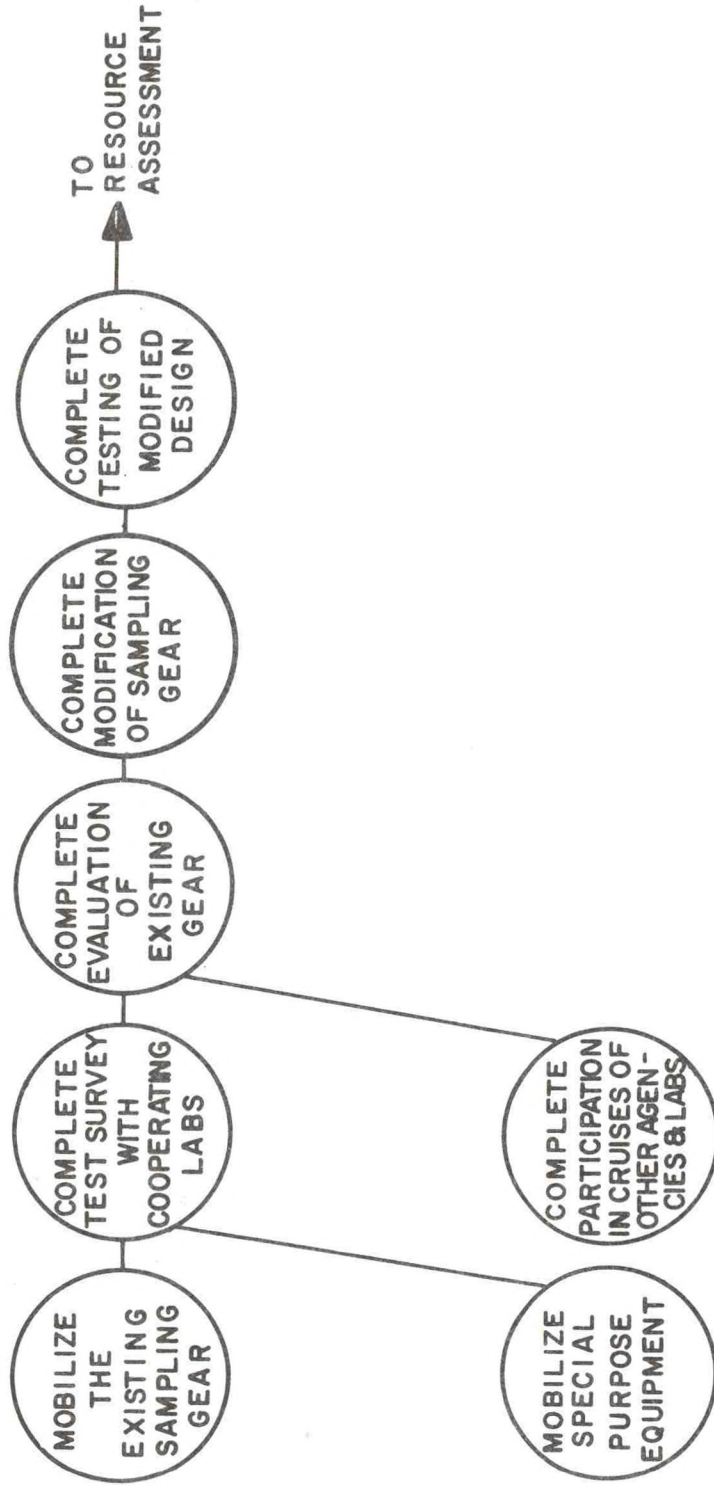 MOBILIZE
THE
EXISTING
SAMPLING
GEAR
COMPLETE
TEST SURVEY
WITH
COOPERATING
LABS
COMPLETE
EVALUATION
OF
EXISTING
GEAR
COMPLETE
MODIFICATION
OF SAMPLING
GEAR
COMPLETE
TESTING OF
MODIFIED
DESIGN
TO
RESOURCE
ASSESSMENT
MOBILIZE
SPECIAL
PURPOSE
EQUIPMENT
COMPLETE
PARTICIPATION
IN CRUISES OF
OTHER AGEN-
CIES & LABS